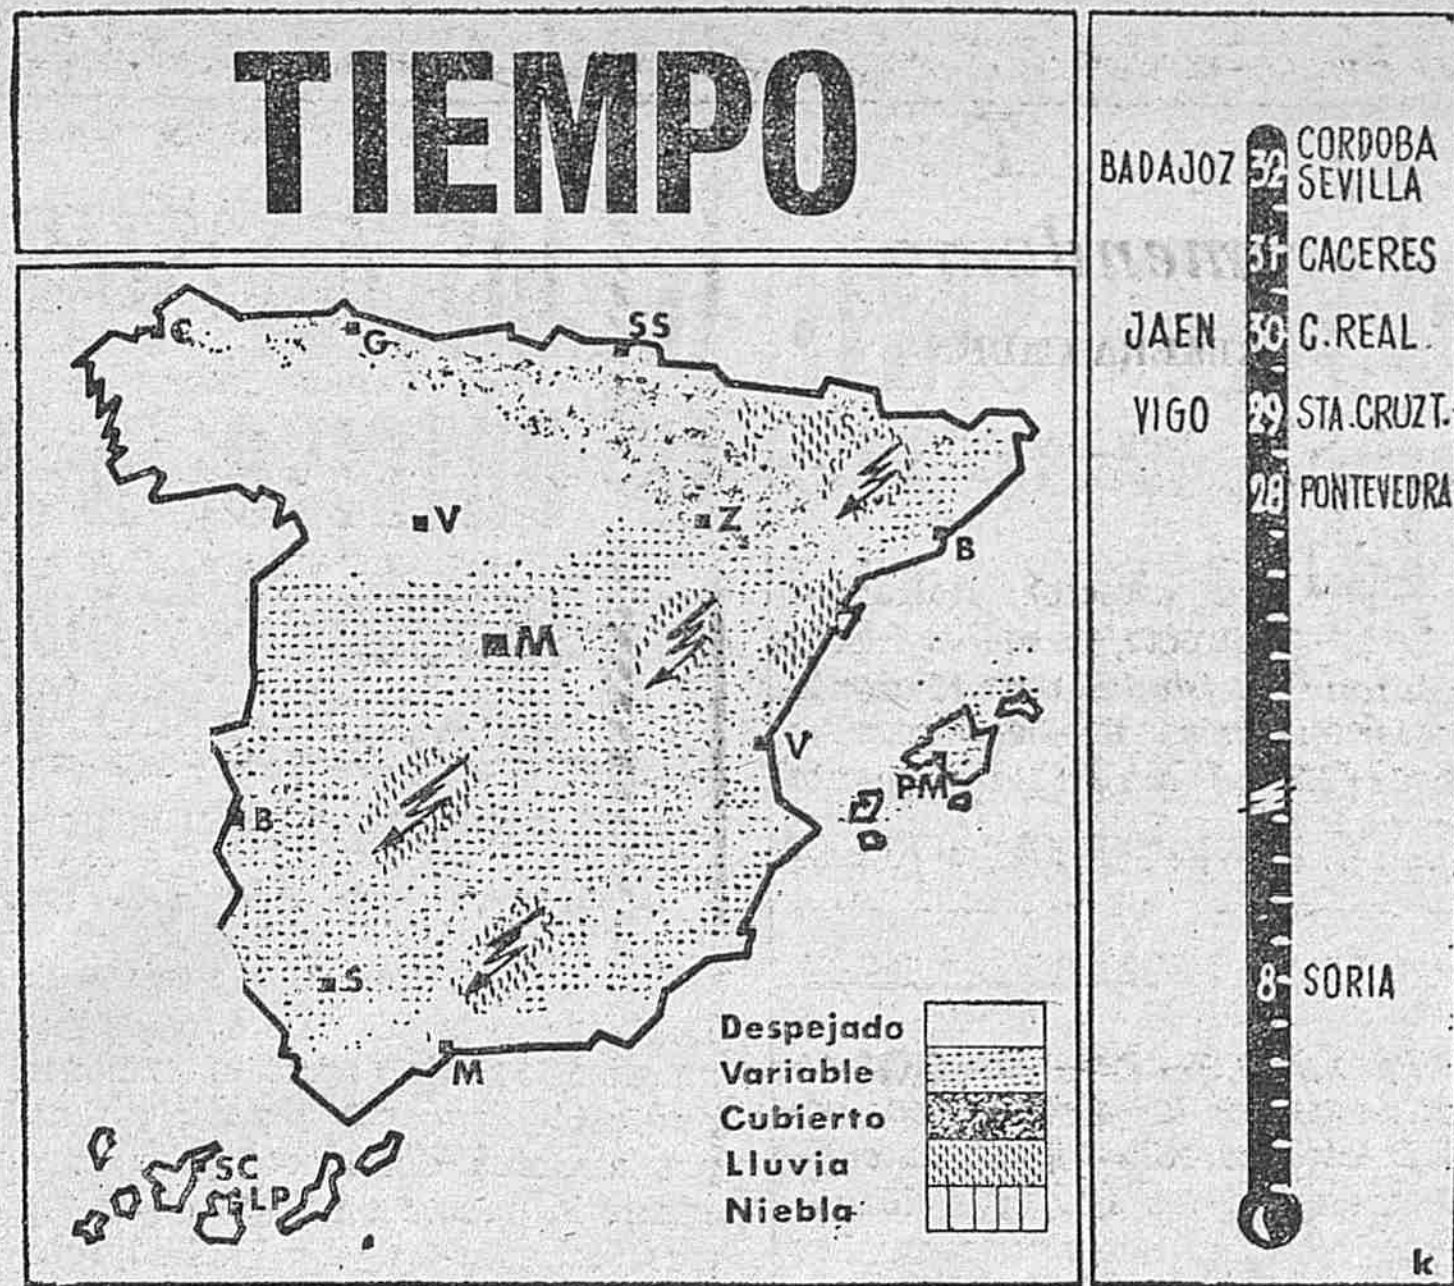 TIEMPO
C
G
SS
V
Z
B
M
V
PM
B
S
M
SC
LP
Despejado
Variable
Cubierto
Lluvia
Niebla
BADAJOZ 32 CORDOBA
SEVILLA
31 CACERES
JAEN 30 C.REAL.
VIGO 29 STA.CRUZT.
28 PONTEVEDRA
8 SORIA
k